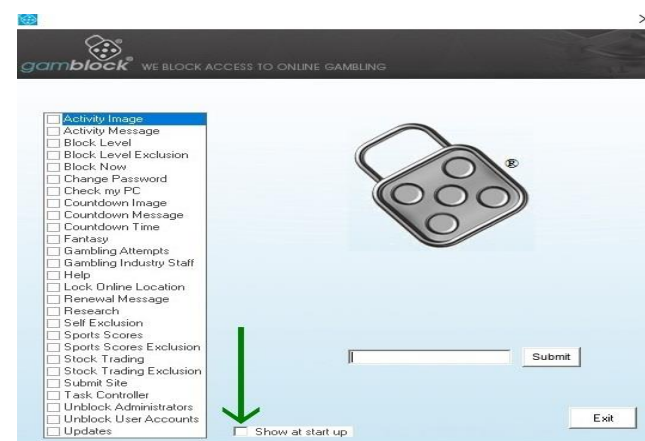 gamblock® WE BLOCK ACCESS TO ONLINE GAMBLING
Activity Image
Activity Message
Block Level
Block Level Exclusion
Block Now
Change Password
Check my PC
Countdown Image
Countdown Message
Countdown Time
Fantasy
Gambling Attempts
Gambling Industry Staff
Help
Lock Online Location
Renewal Message
Research
Self Exclusion
Sports Scores
Sports Scores Exclusion
Stock Trading
Stock Trading Exclusion
Submit Site
Task Controller
Unblock Administrators
Unblock User Accounts
Updates
®
Submit
Show at start up
Exit